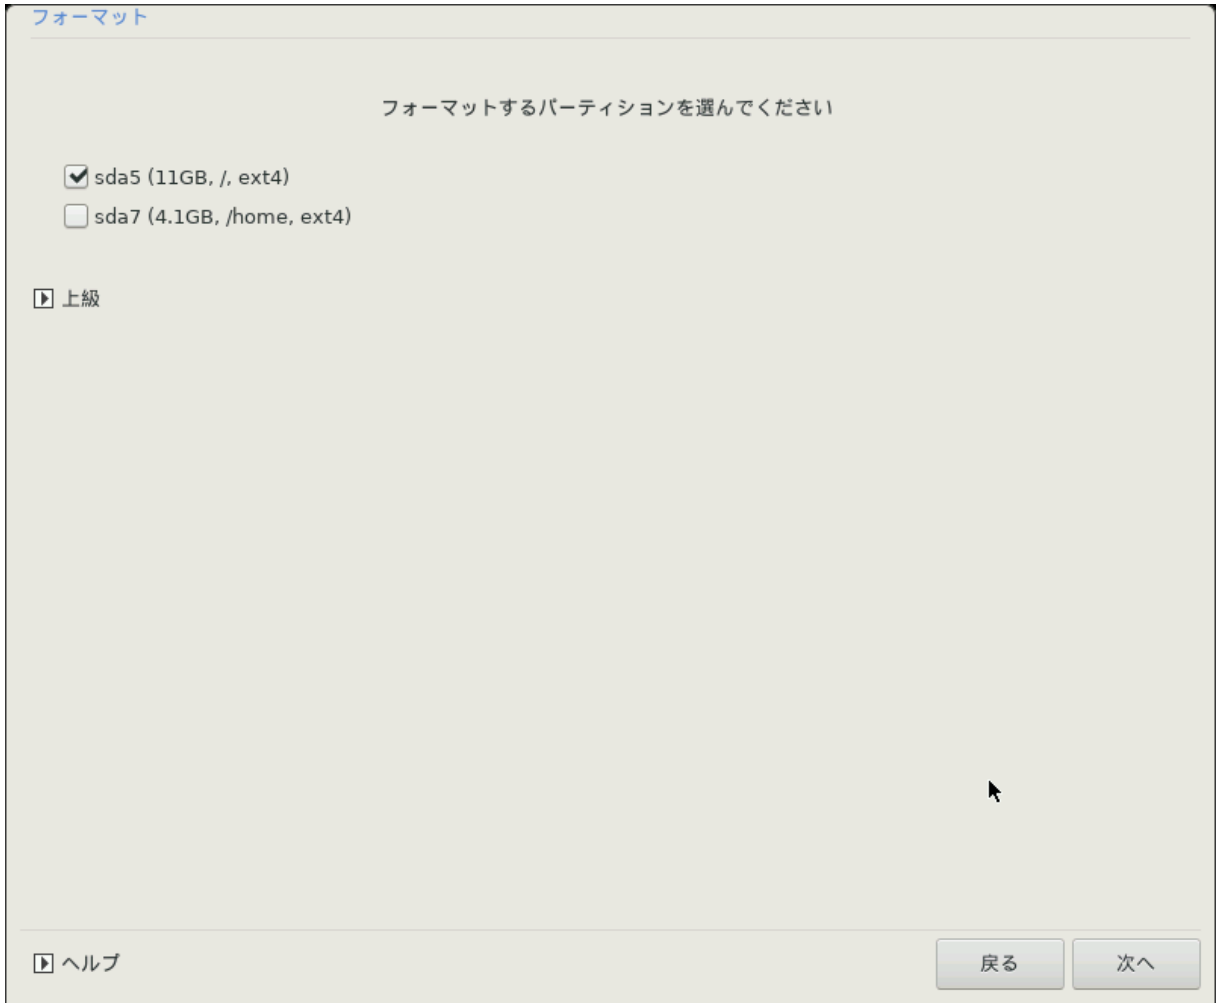 フォーマット
フォーマットするパーティションを選んでください
sda5 (11GB, /, ext4)
sda7 (4.1GB, /home, ext4)
上級
ヘルプ
戻る
次へ